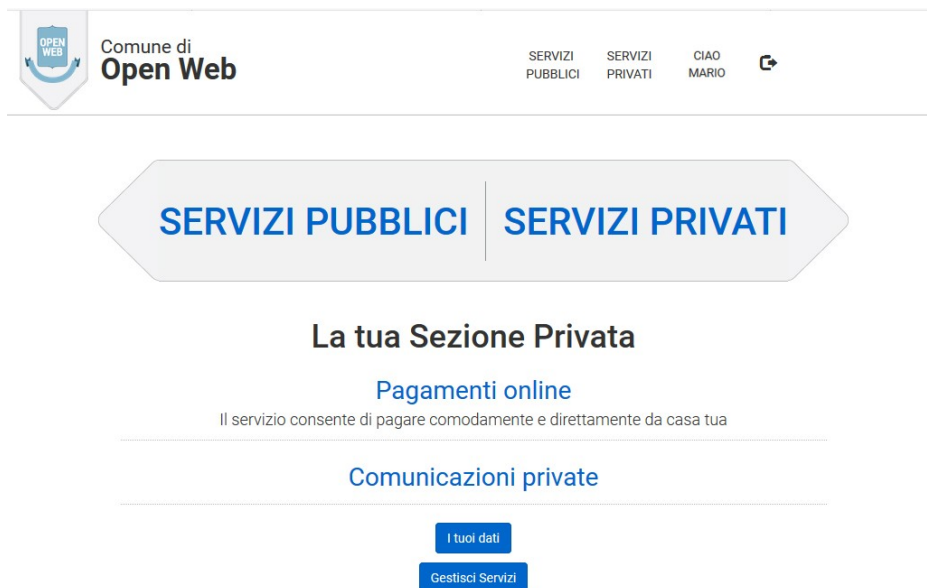 OPEN
WEB
Comune di
Open Web
SERVIZI
PUBBLICI
SERVIZI
PRIVATI
CIAO
MARIO
SERVIZI PUBBLICI
SERVIZI PRIVATI
La tua Sezione Privata
Pagamenti online
Il servizio consente di pagare comodamente e direttamente da casa tua
Comunicazioni private
I tuoi dati
Gestisci Servizi